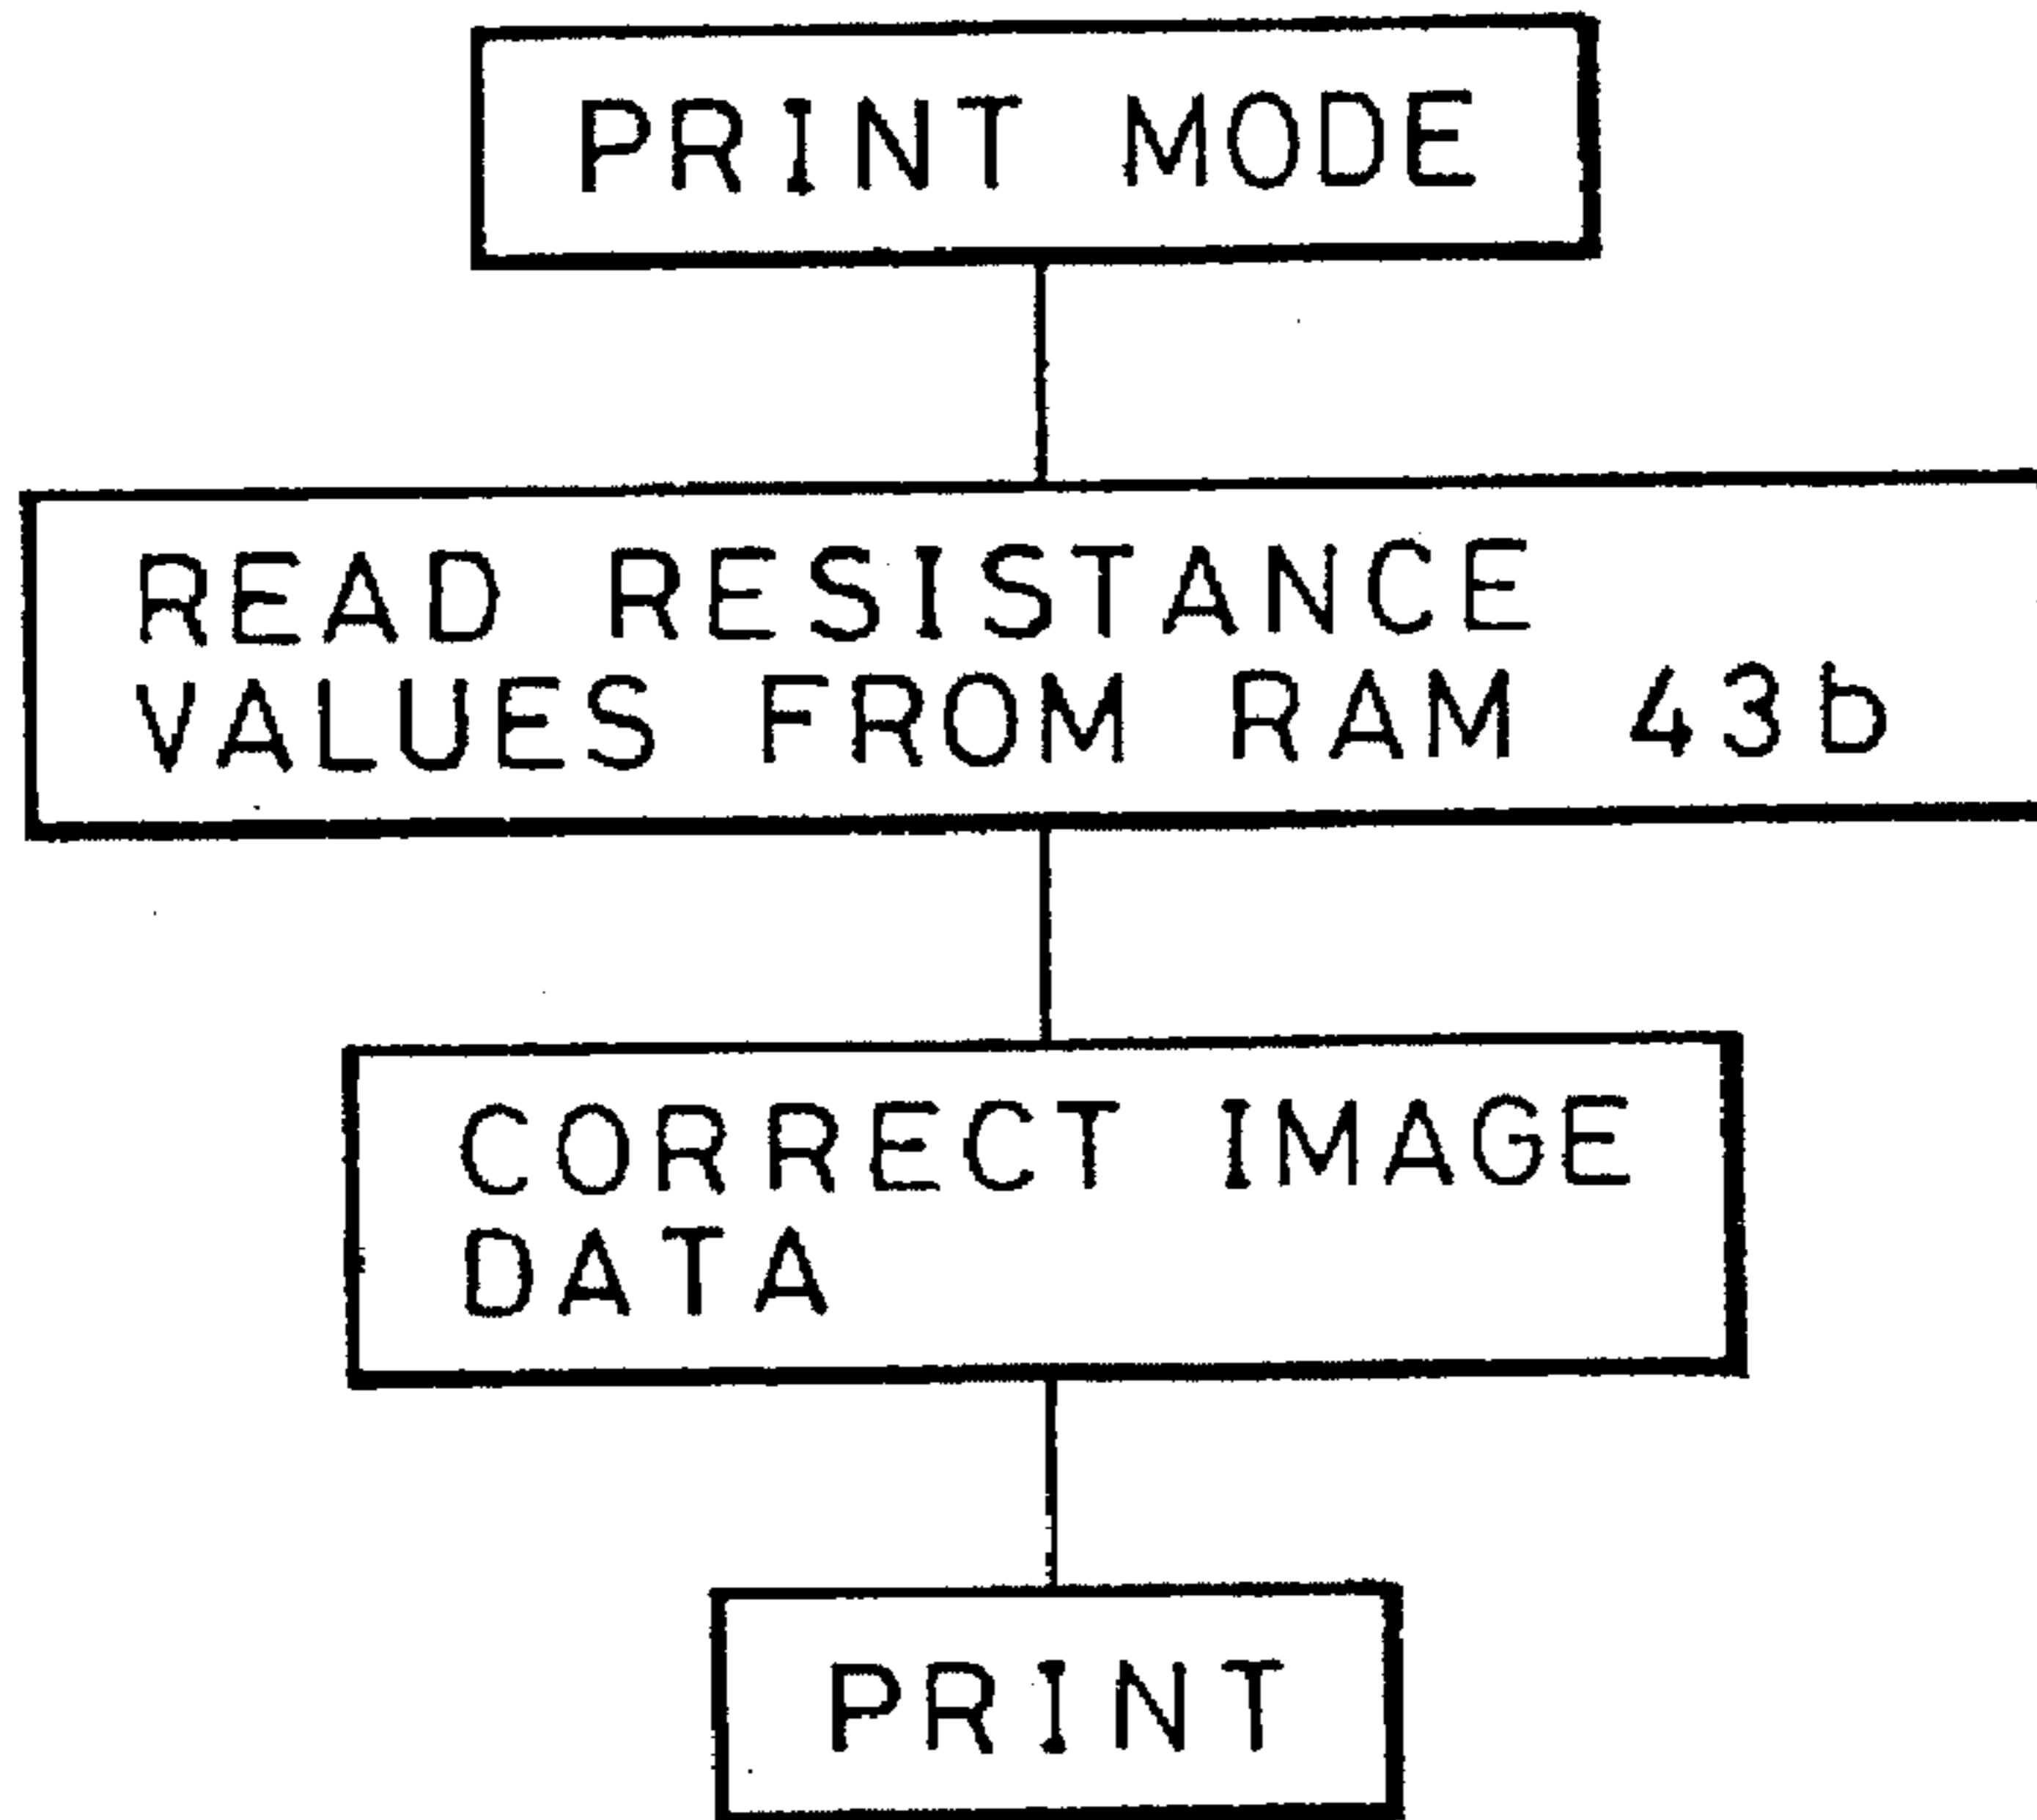 PRINT MODE
READ RESISTANCE
VALUES FROM RAM 43b
CORRECT IMAGE
DATA
PRINT